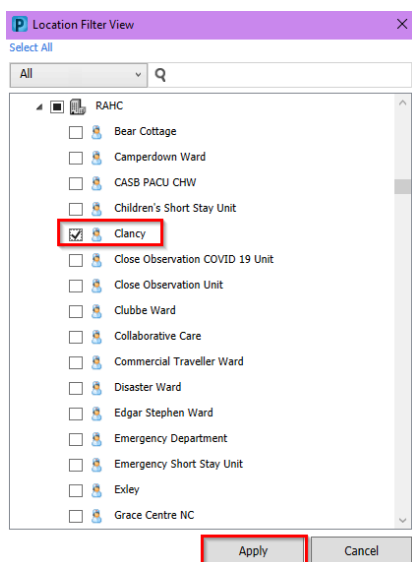 P Location Filter View
Select All
All
RAHC
Bear Cottage
Camperdown Ward
CASB PACU CHW
Children's Short Stay Unit
Clancy
Close Observation COVID 19 Unit
Close Observation Unit
Clubbe Ward
Collaborative Care
Commercial Traveller Ward
Disaster Ward
Edgar Stephen Ward
Emergency Department
Emergency Short Stay Unit
Exley
Grace Centre NC
Apply Cancel